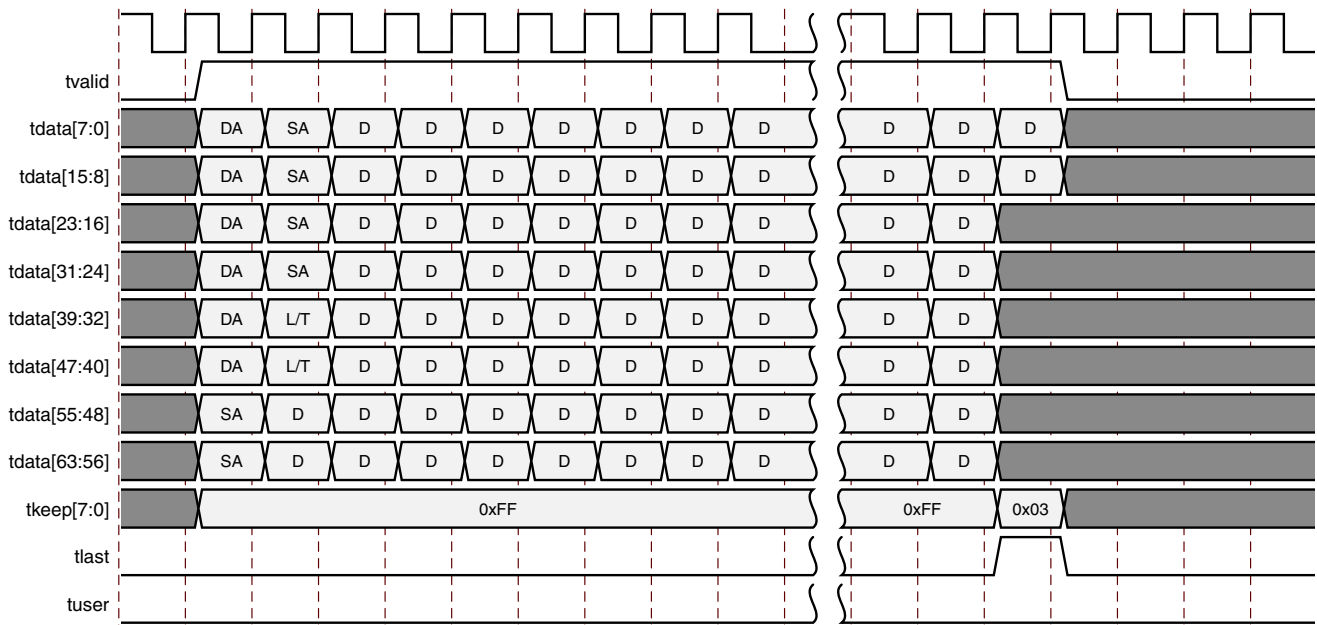 tvalid
tdata[7:0] DA SA D D D D D D D D D D
tdata[15:8] DA SA D D D D D D D D D D
tdata[23:16] DA SA D D D D D D D D D
tdata[31:24] DA SA D D D D D D D D D
tdata[39:32] DA L/T D D D D D D D D D
tdata[47:40] DA L/T D D D D D D D D D
tdata[55:48] SA D D D D D D D D D D
tdata[63:56] SA D D D D D D D D D D
tkeep[7:0] 0xFF 0xFF 0x03
tlast
tuser